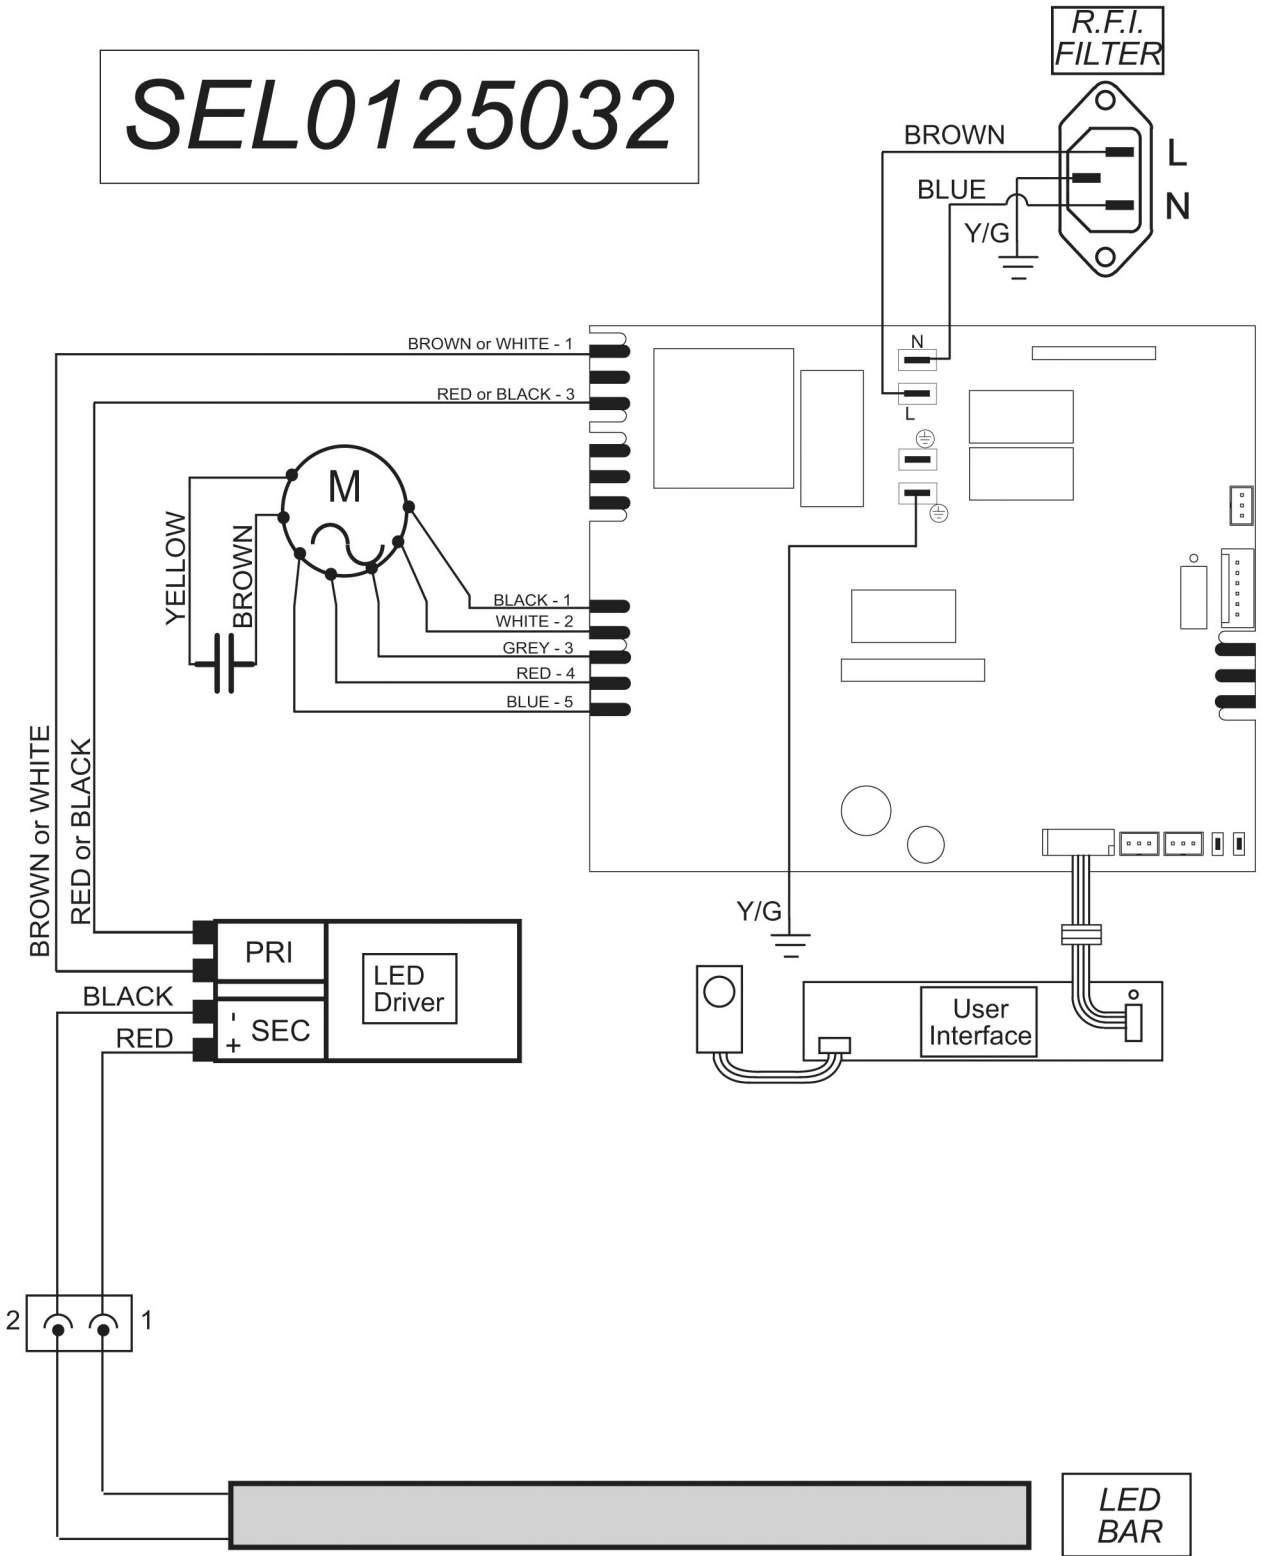 R.F.I.
FILTER
SEL0125032
BROWN
L
BLUE
N
Y/G
BROWN or WHITE - 1
N
RED or BLACK - 3
L
M
YELLOW
BROWN
BLACK - 1
WHITE - 2
GREY - 3
RED - 4
BLUE - 5
BROWN or WHITE
RED or BLACK
Y/G
PRI
LED
Driver
BLACK
- 
SEC
RED
+
User
Interface
2
1
LED
BAR